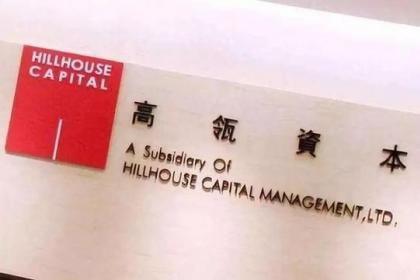 HILLHOUSE
CAPITAL
高瓴資本
A Subsidiary Of
HILLHOUSE CAPITAL MANAGEMENT,LTD.